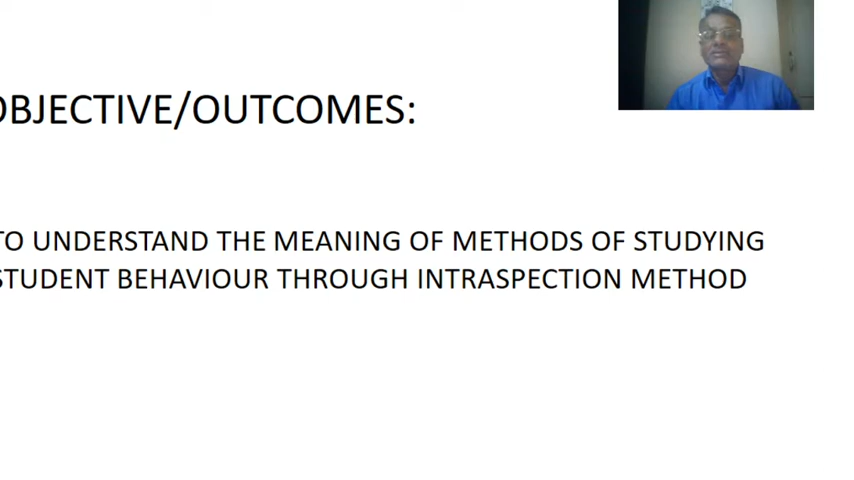 OBJECTIVE/OUTCOMES:
TO UNDERSTAND THE MEANING OF METHODS OF STUDYING
STUDENT BEHAVIOUR THROUGH INTRASPECTION METHOD